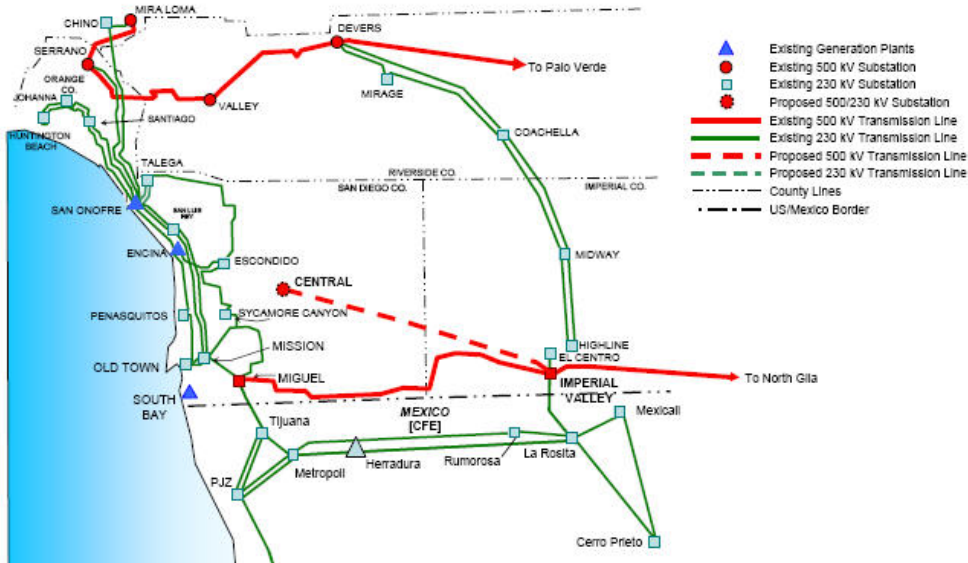 MIRA LOMA
CHINO
DEVERS
SERRANO
To Palo Verde
ORANGE
CO.
JOHANNA
MIRAGE
VALLEY
SANTIAGO
HUNTINGTON
BEACH
COACHELLA
TALEGA
RIVERSIDE CO.
SAN DIEGO CO.
IMPERIAL CO.
SAN ONOFRE
SAN LUIS
REY
ENCINA
ESCONDIDO
MIDWAY
CENTRAL
PENASQUITOS
SYCAMORE CANYON
MISSION
HIGHLINE
EL CENTRO
OLD TOWN
MIGUEL
To North Gila
IMPERIAL
VALLEY
SOUTH
BAY
MEXICO
[CFE]
Mexicali
Tijuana
Metropoli
Herradura
Rumorosa
La Rosita
PJZ
Cerro Prieto
Existing Generation Plants
Existing 500 kV Substation
Existing 230 kV Substation
Proposed 500/230 kV Substation
Existing 500 kV Transmission Line
Existing 230 kV Transmission Line
Proposed 500 kV Transmission Line
Proposed 230 kV Transmission Line
County Lines
US/Mexico Border